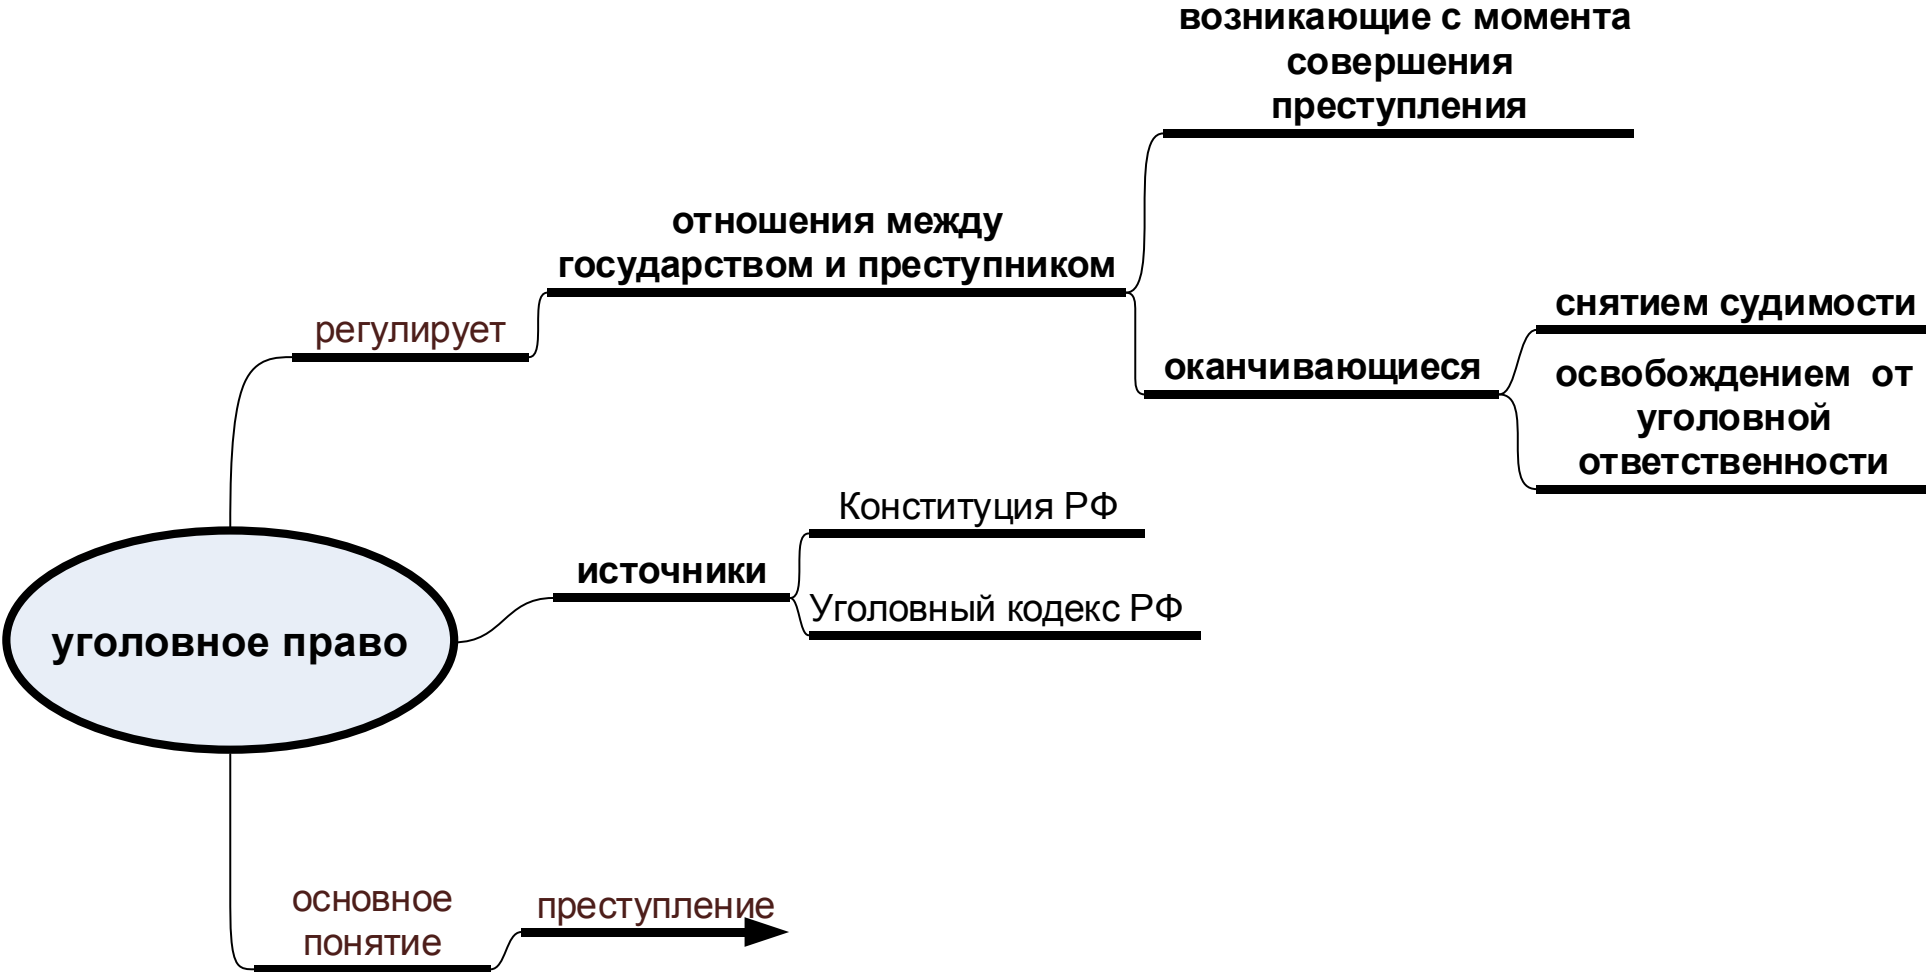 возникающие с момента
совершения
преступления
отношения между
государством и преступником
регулирует
снятием судимости
оканчивающиеся
освобождением от
уголовной
ответственности
Конституция РФ
источники
Уголовный кодекс РФ
уголовное право
основное
понятие
преступление